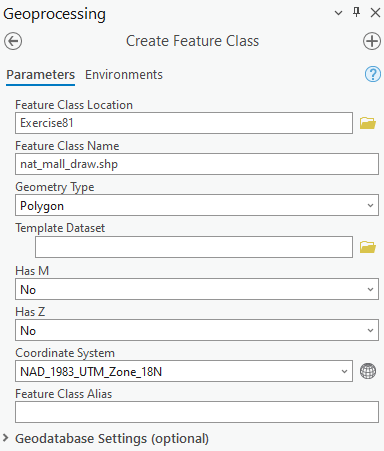 Geoprocessing
Create Feature Class
Parameters Environments
Feature Class Location
Exercise81
Feature Class Name
nat_mall_draw.shp
Geometry Type
Polygon
Template Dataset
Has M
No
Has Z
No
Coordinate System
NAD_1983_UTM_Zone_18N
Feature Class Alias
Geodatabase Settings (optional)